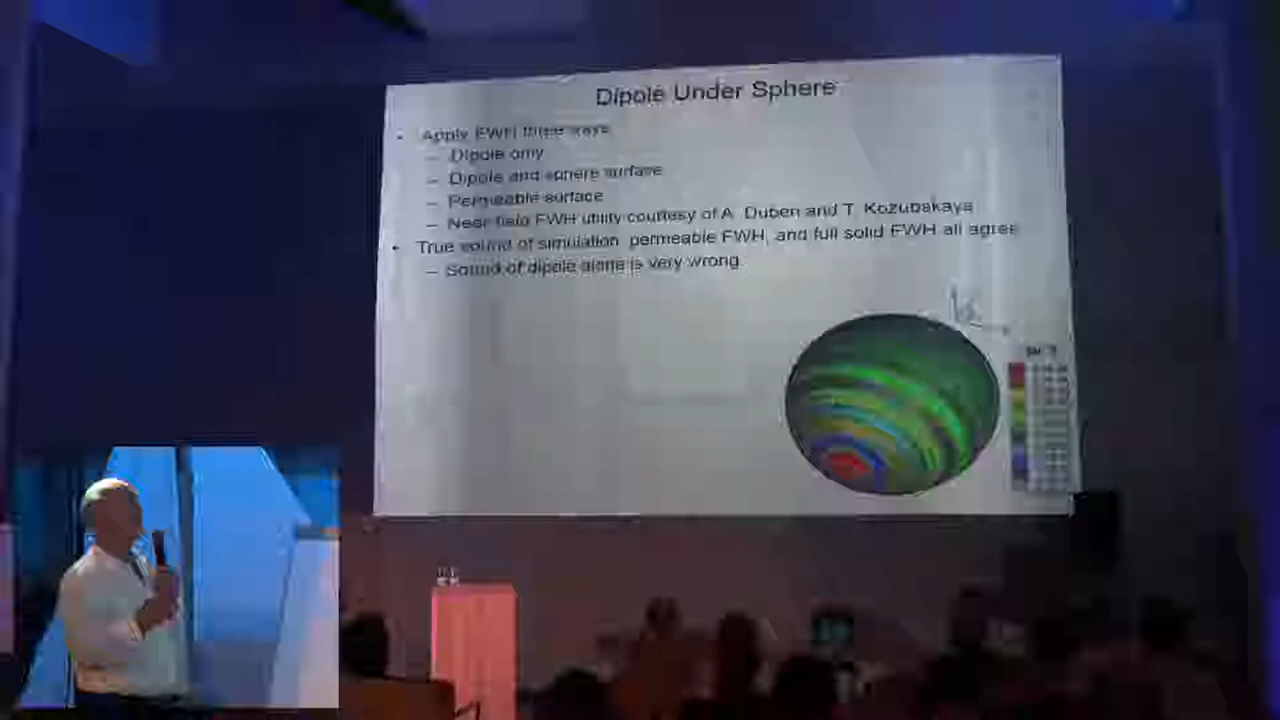 Dipole Under Sphere
• Apply FWH three ways
– Dipole only
– Dipole and sphere surface
– Permeable surface
– Near-field FWH utility courtesy of A. Duben and T. Kozubskaya
• True sound of simulation, permeable FWH, and full solid FWH all agree
– Sound of dipole alone is very wrong